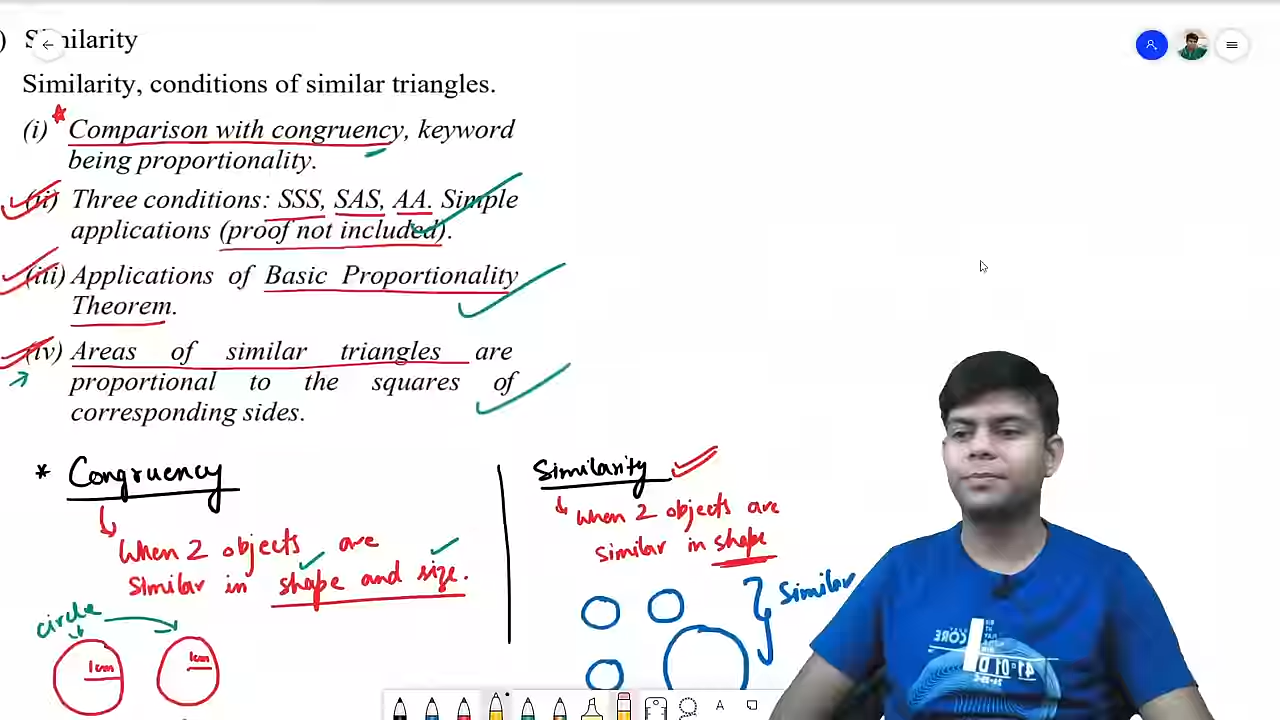 ) Similarity
Similarity, conditions of similar triangles.
(i) Comparison with congruency, keyword
being proportionality.
(ii) Three conditions: SSS, SAS, AA. Simple
applications (proof not included).
(iii) Applications of Basic Proportionality
Theorem.
(iv) Areas of similar triangles are
proportional to the squares of
corresponding sides.
* Congruency
When 2 objects are
similar in shape and size.
circle
1cm
1cm
Similarity
When 2 objects are
similar in shape
Similar
A